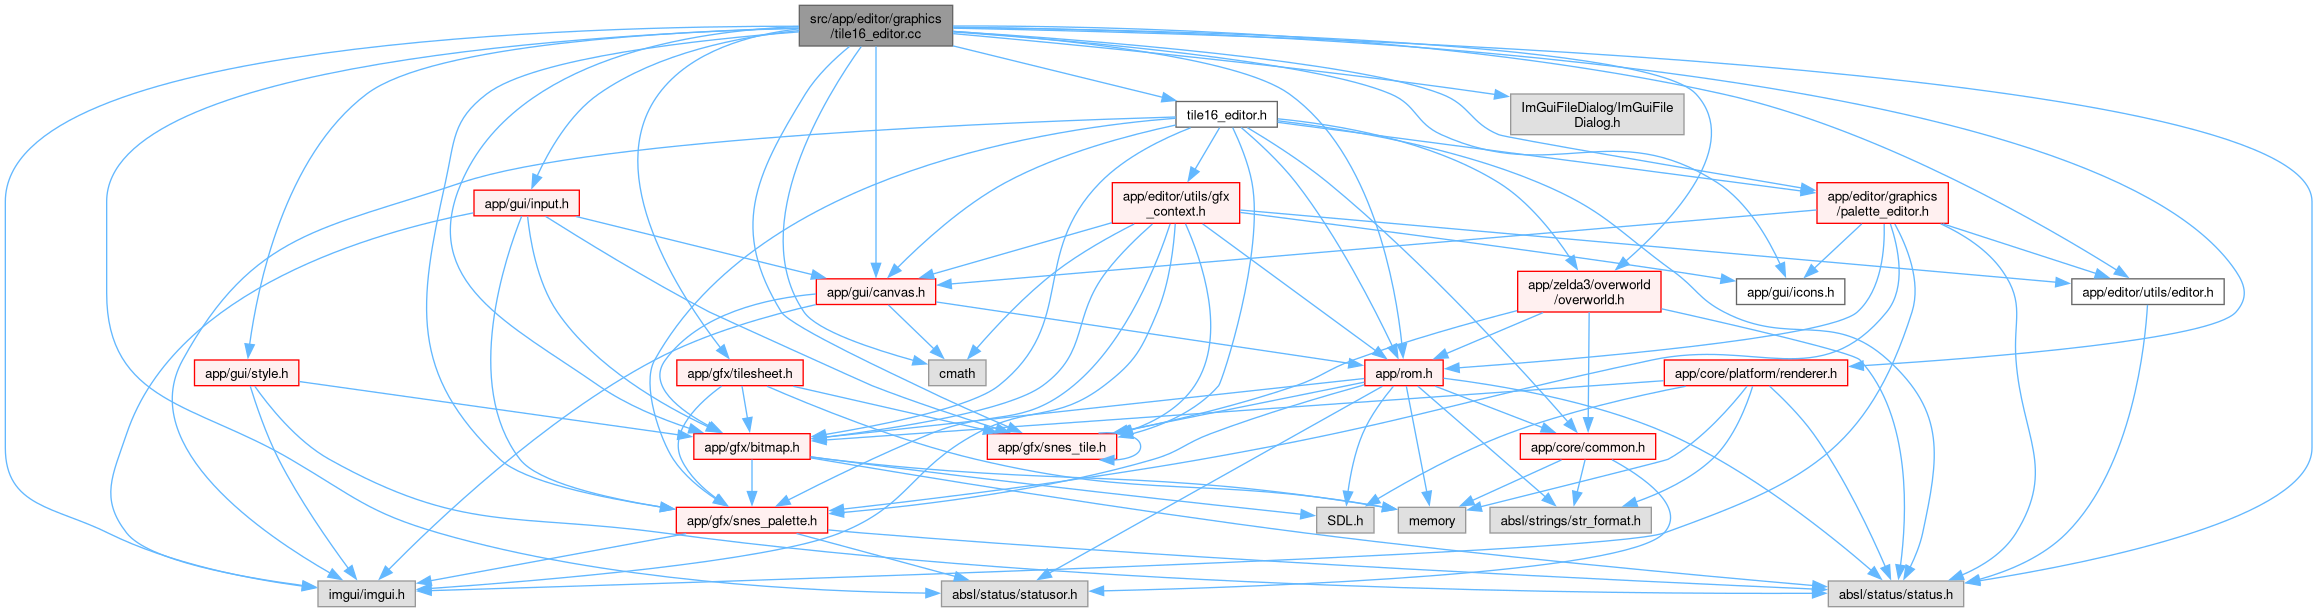 src/app/editor/graphics
/tile16_editor.cc
ImGuiFileDialog/ImGuiFile
Dialog.h
tile16_editor.h
app/gui/input.h
app/editor/utils/gfx
_context.h
app/editor/graphics
/palette_editor.h
app/gui/canvas.h
app/zelda3/overworld
/overworld.h
app/gui/icons.h
app/editor/utils/editor.h
app/gui/style.h
app/gfx/tilesheet.h
cmath
app/rom.h
app/core/platform/renderer.h
app/gfx/bitmap.h
app/gfx/snes_tile.h
app/core/common.h
app/gfx/snes_palette.h
SDL.h
memory
absl/strings/str_format.h
imgui/imgui.h
absl/status/statusor.h
absl/status/status.h